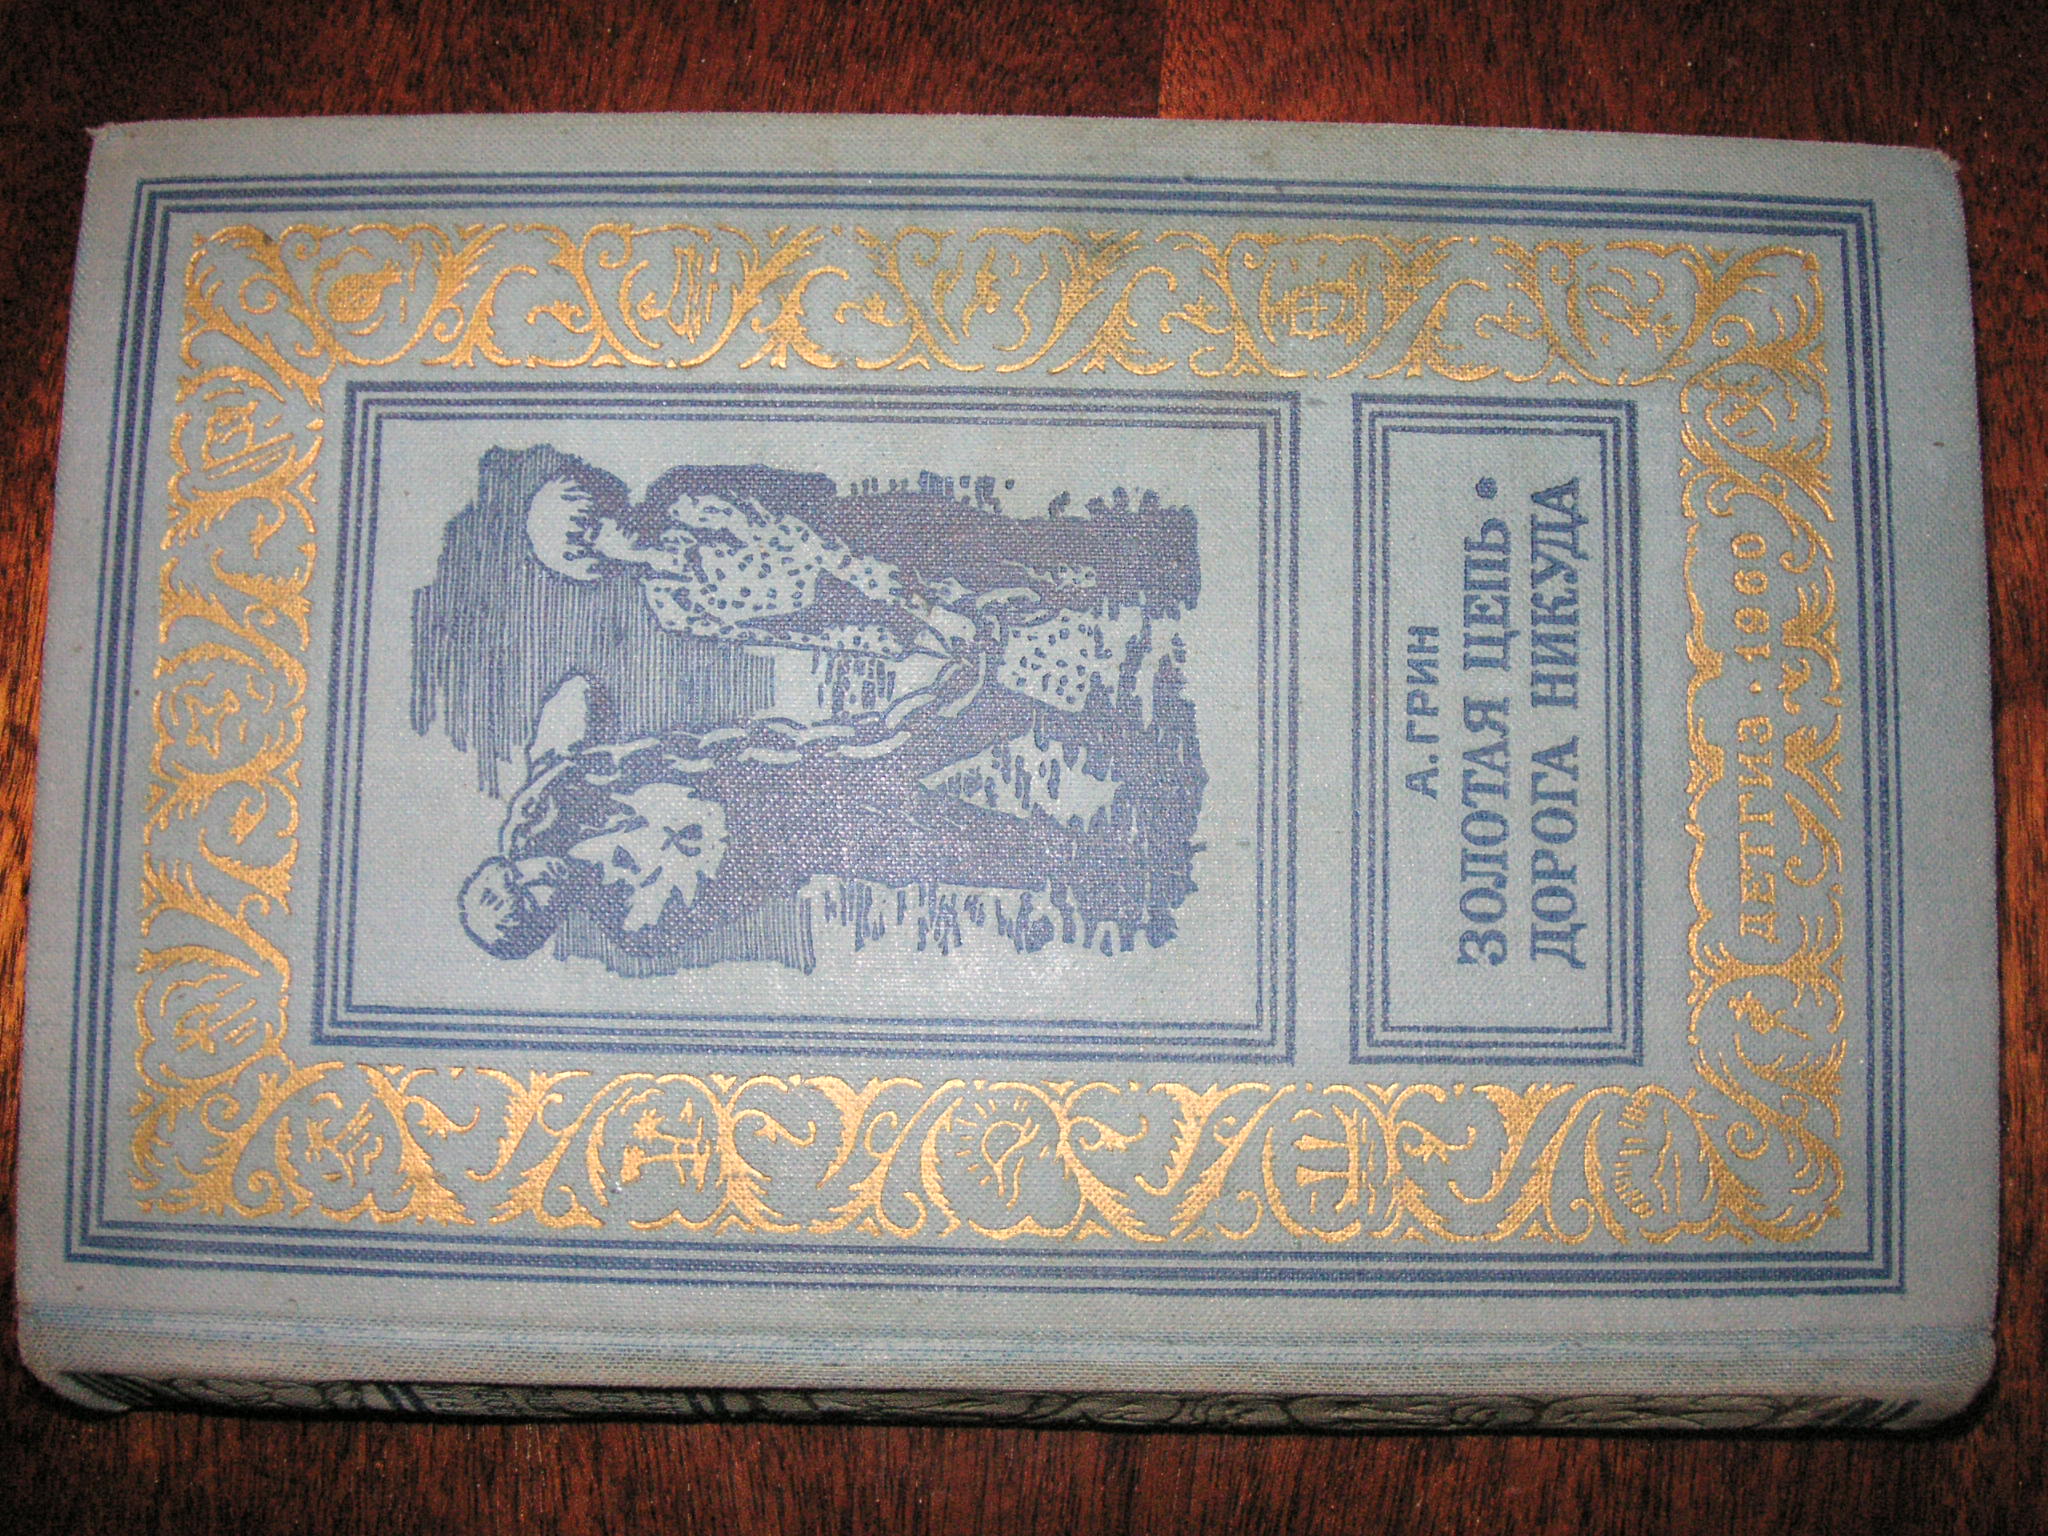 А. ГРИН
ЗОЛОТАЯ ЦЕПЬ •
ДОРОГА НИКУДА
ДЕТГИЗ · 1960